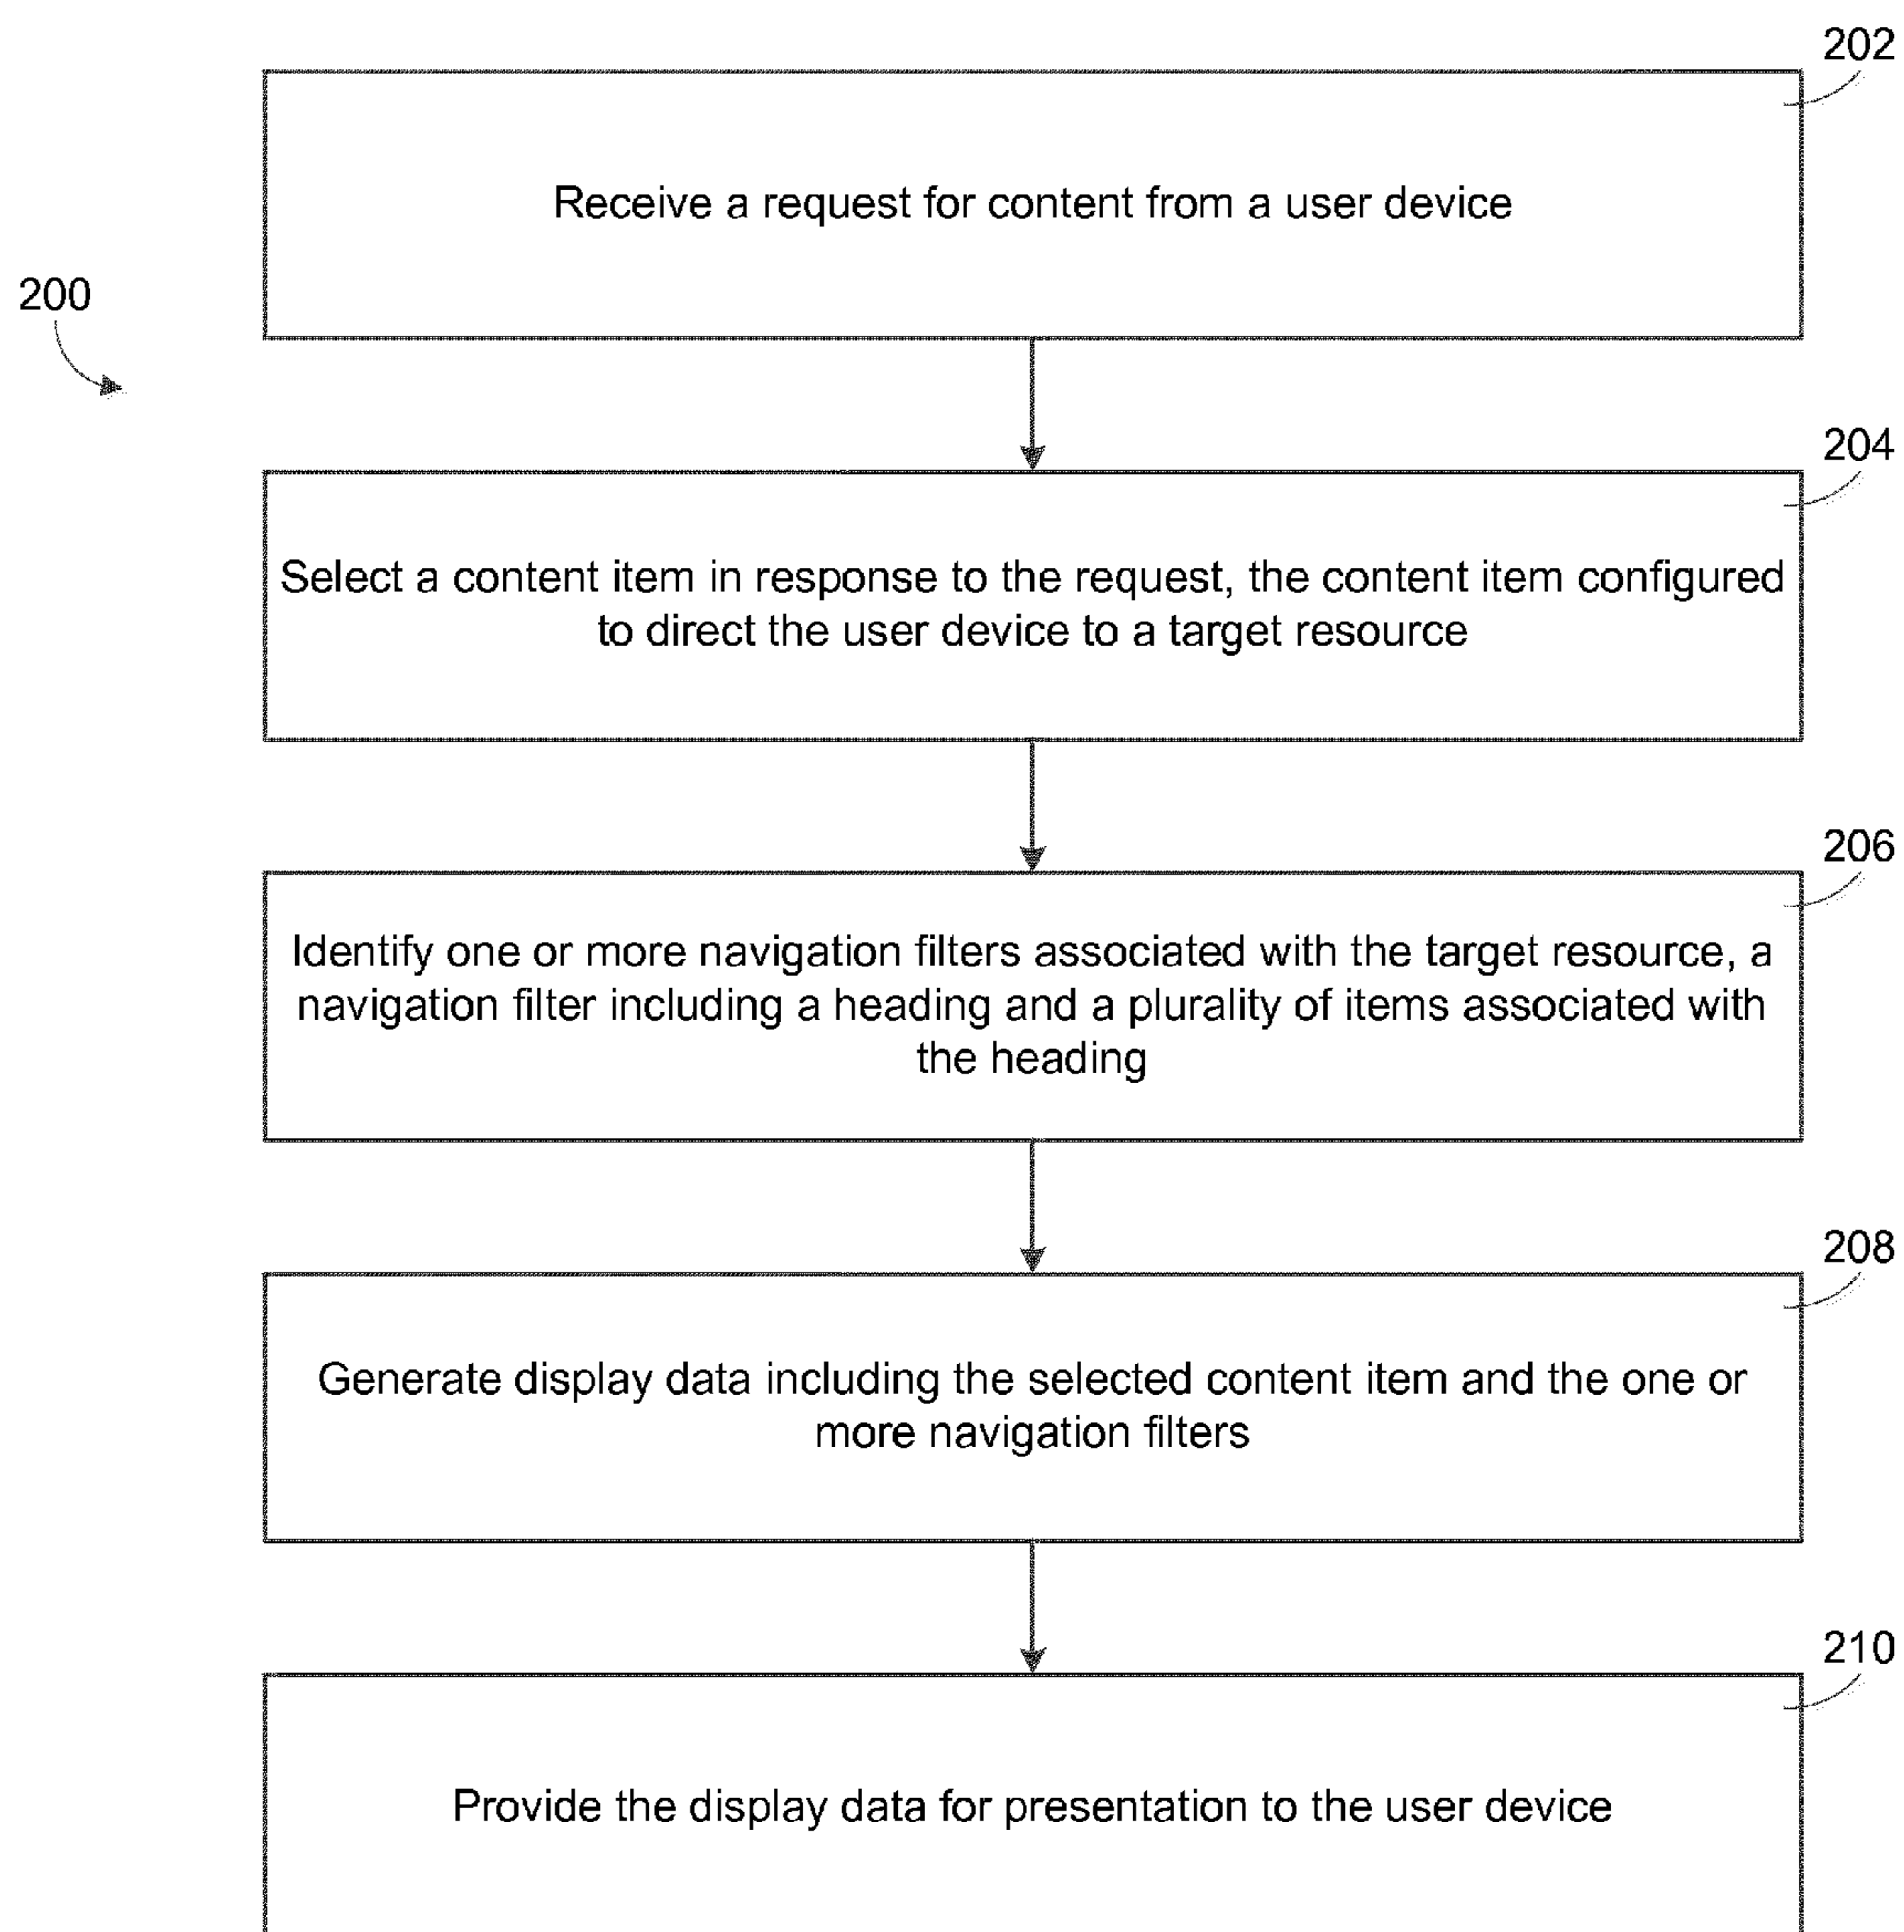 202
Receive a request for content from a user device
200
204
Select a content item in response to the request, the content item configured
to direct the user device to a target resource
206
Identify one or more navigation filters associated with the target resource, a
navigation filter including a heading and a plurality of items associated with
the heading
208
Generate display data including the selected content item and the one or
more navigation filters
210
Provide the display data for presentation to the user device